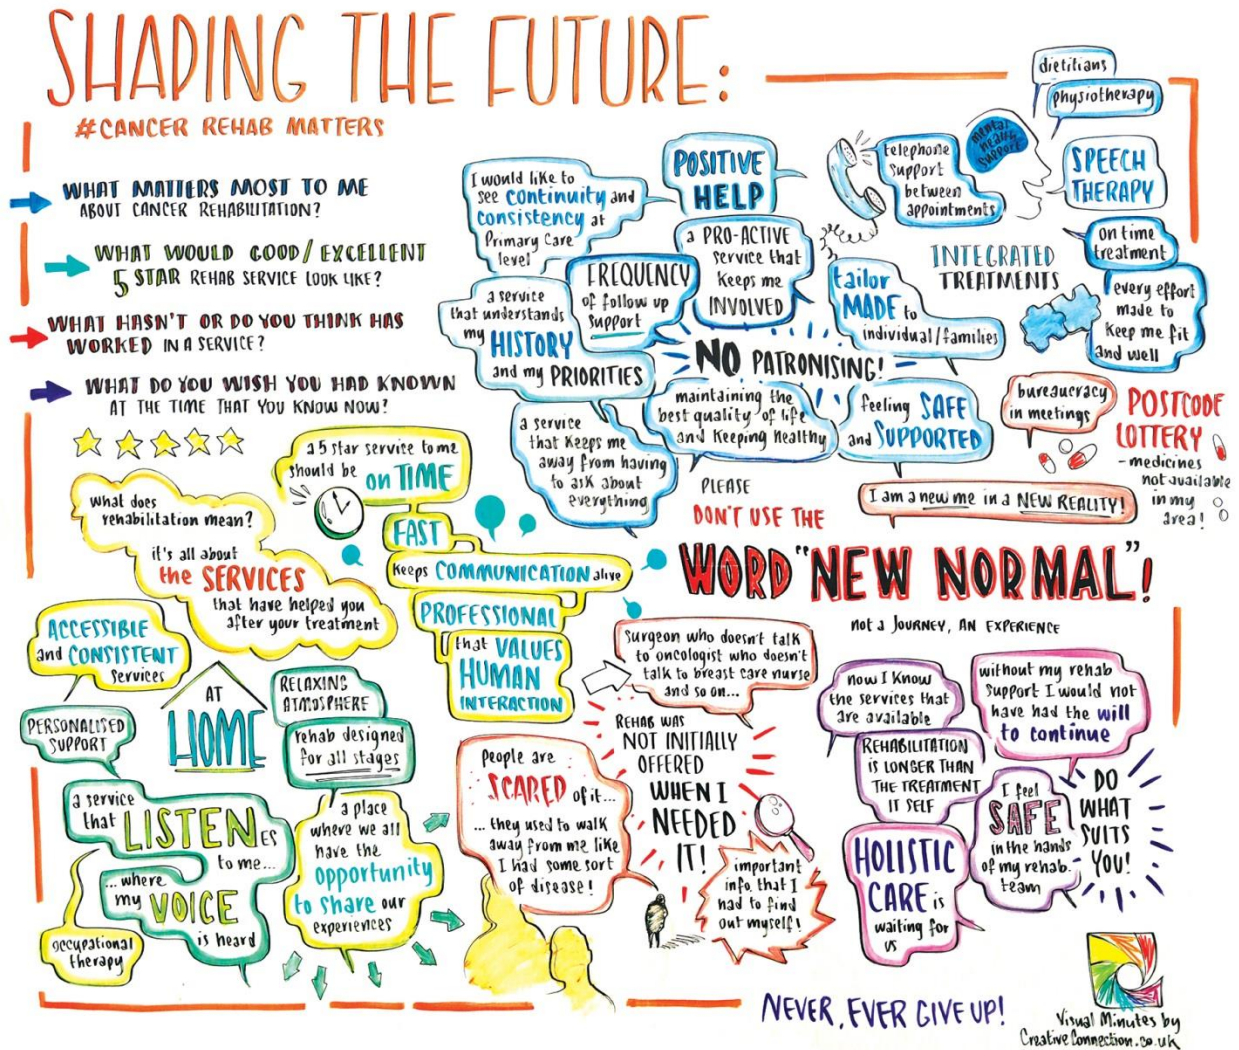 SHAPING THE FUTURE:
#CANCER REHAB MATTERS
WHAT MATTERS MOST TO ME
ABOUT CANCER REHABILITATION?
WHAT WOULD GOOD/EXCELLENT
5 STAR REHAB SERVICE LOOK LIKE?
WHAT HASN'T OR DO YOU THINK HAS
WORKED IN A SERVICE?
WHAT DO YOU WISH YOU HAD KNOWN
AT THE TIME THAT YOU KNOW NOW?
I would like to
see continuity and
consistency at
Primary Care
level
POSITIVE
HELP
a PRO-ACTIVE
service that
keeps me
INVOLVED
FREQUENCY
of follow up
support
a service
that understands
my HISTORY
and my PRIORITIES
a service
that keeps me
away from having
to ask about
everything
NO PATRONISING!
maintaining the
best quality of life
and keeping healthy
telephone
support
between
appointments
mental
health
support
dietitians
physiotherapy
SPEECH
THERAPY
INTEGRATED
TREATMENTS
on time
treatment
every effort
made to
keep me fit
and well
tailor
MADE to
individual/families
feeling SAFE
and SUPPORTED
bureaucracy
in meetings
POSTCODE
LOTTERY
- medicines
not available
in my
area!
I am a new me in a NEW REALITY!
PLEASE
DON'T USE THE
WORD "NEW NORMAL"!
not a JOURNEY, AN EXPERIENCE
a 5 star service to me
should be
on TIME
FAST
keeps COMMUNICATION alive
PROFESSIONAL
that VALUES
HUMAN
INTERACTION
What does
rehabilitation mean?
it's all about
the SERVICES
that have helped you
after your treatment
ACCESSIBLE
and CONSISTENT
services
AT
HOME
RELAXING
ATMOSPHERE
rehab designed
for all stages
PERSONALISED
SUPPORT
a service
that LISTENes
to me...
...where
my VOICE
is heard
occupational
therapy
a place
where we all
have the
opportunity
to share our
experiences
people are
SCARED of it...
... they used to walk
away from me like
I had some sort
of disease!
Surgeon who doesn't talk
to oncologist who doesn't
talk to breast care nurse
and so on...
REHAB WAS
NOT INITIALLY
OFFERED
WHEN I
NEEDED
IT!
important
info that I
had to find
out myself!
now I know
the services that
are available
REHABILITATION
IS LONGER THAN
THE TREATMENT
IT SELF
HOLISTIC
CARE is
waiting for
us
without my rehab
support I would not
have had the will
to continue
I feel
SAFE
in the hands
of my rehab
team
DO
WHAT
SUITS
YOU!
NEVER, EVER GIVE UP!
Visual Minutes by
CreativeConnection.co.uk